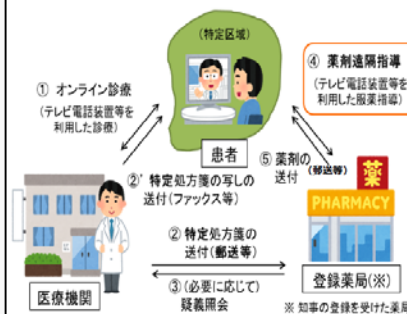 (特定区域)
① オンライン診療
(テレビ電話装置等を
利用した診療)
④ 薬剤遠隔指導
(テレビ電話装置等を
利用した服薬指導)
患者
②' 特定処方箋の写しの
送付(ファックス等)
⑤ 薬剤の
送付 (郵送等)
薬
PHARMACY
② 特定処方箋の
送付(郵送等)
③ (必要に応じて)
疑義照会
医療機関
登録薬局(※)
※ 知事の登録を受けた薬局